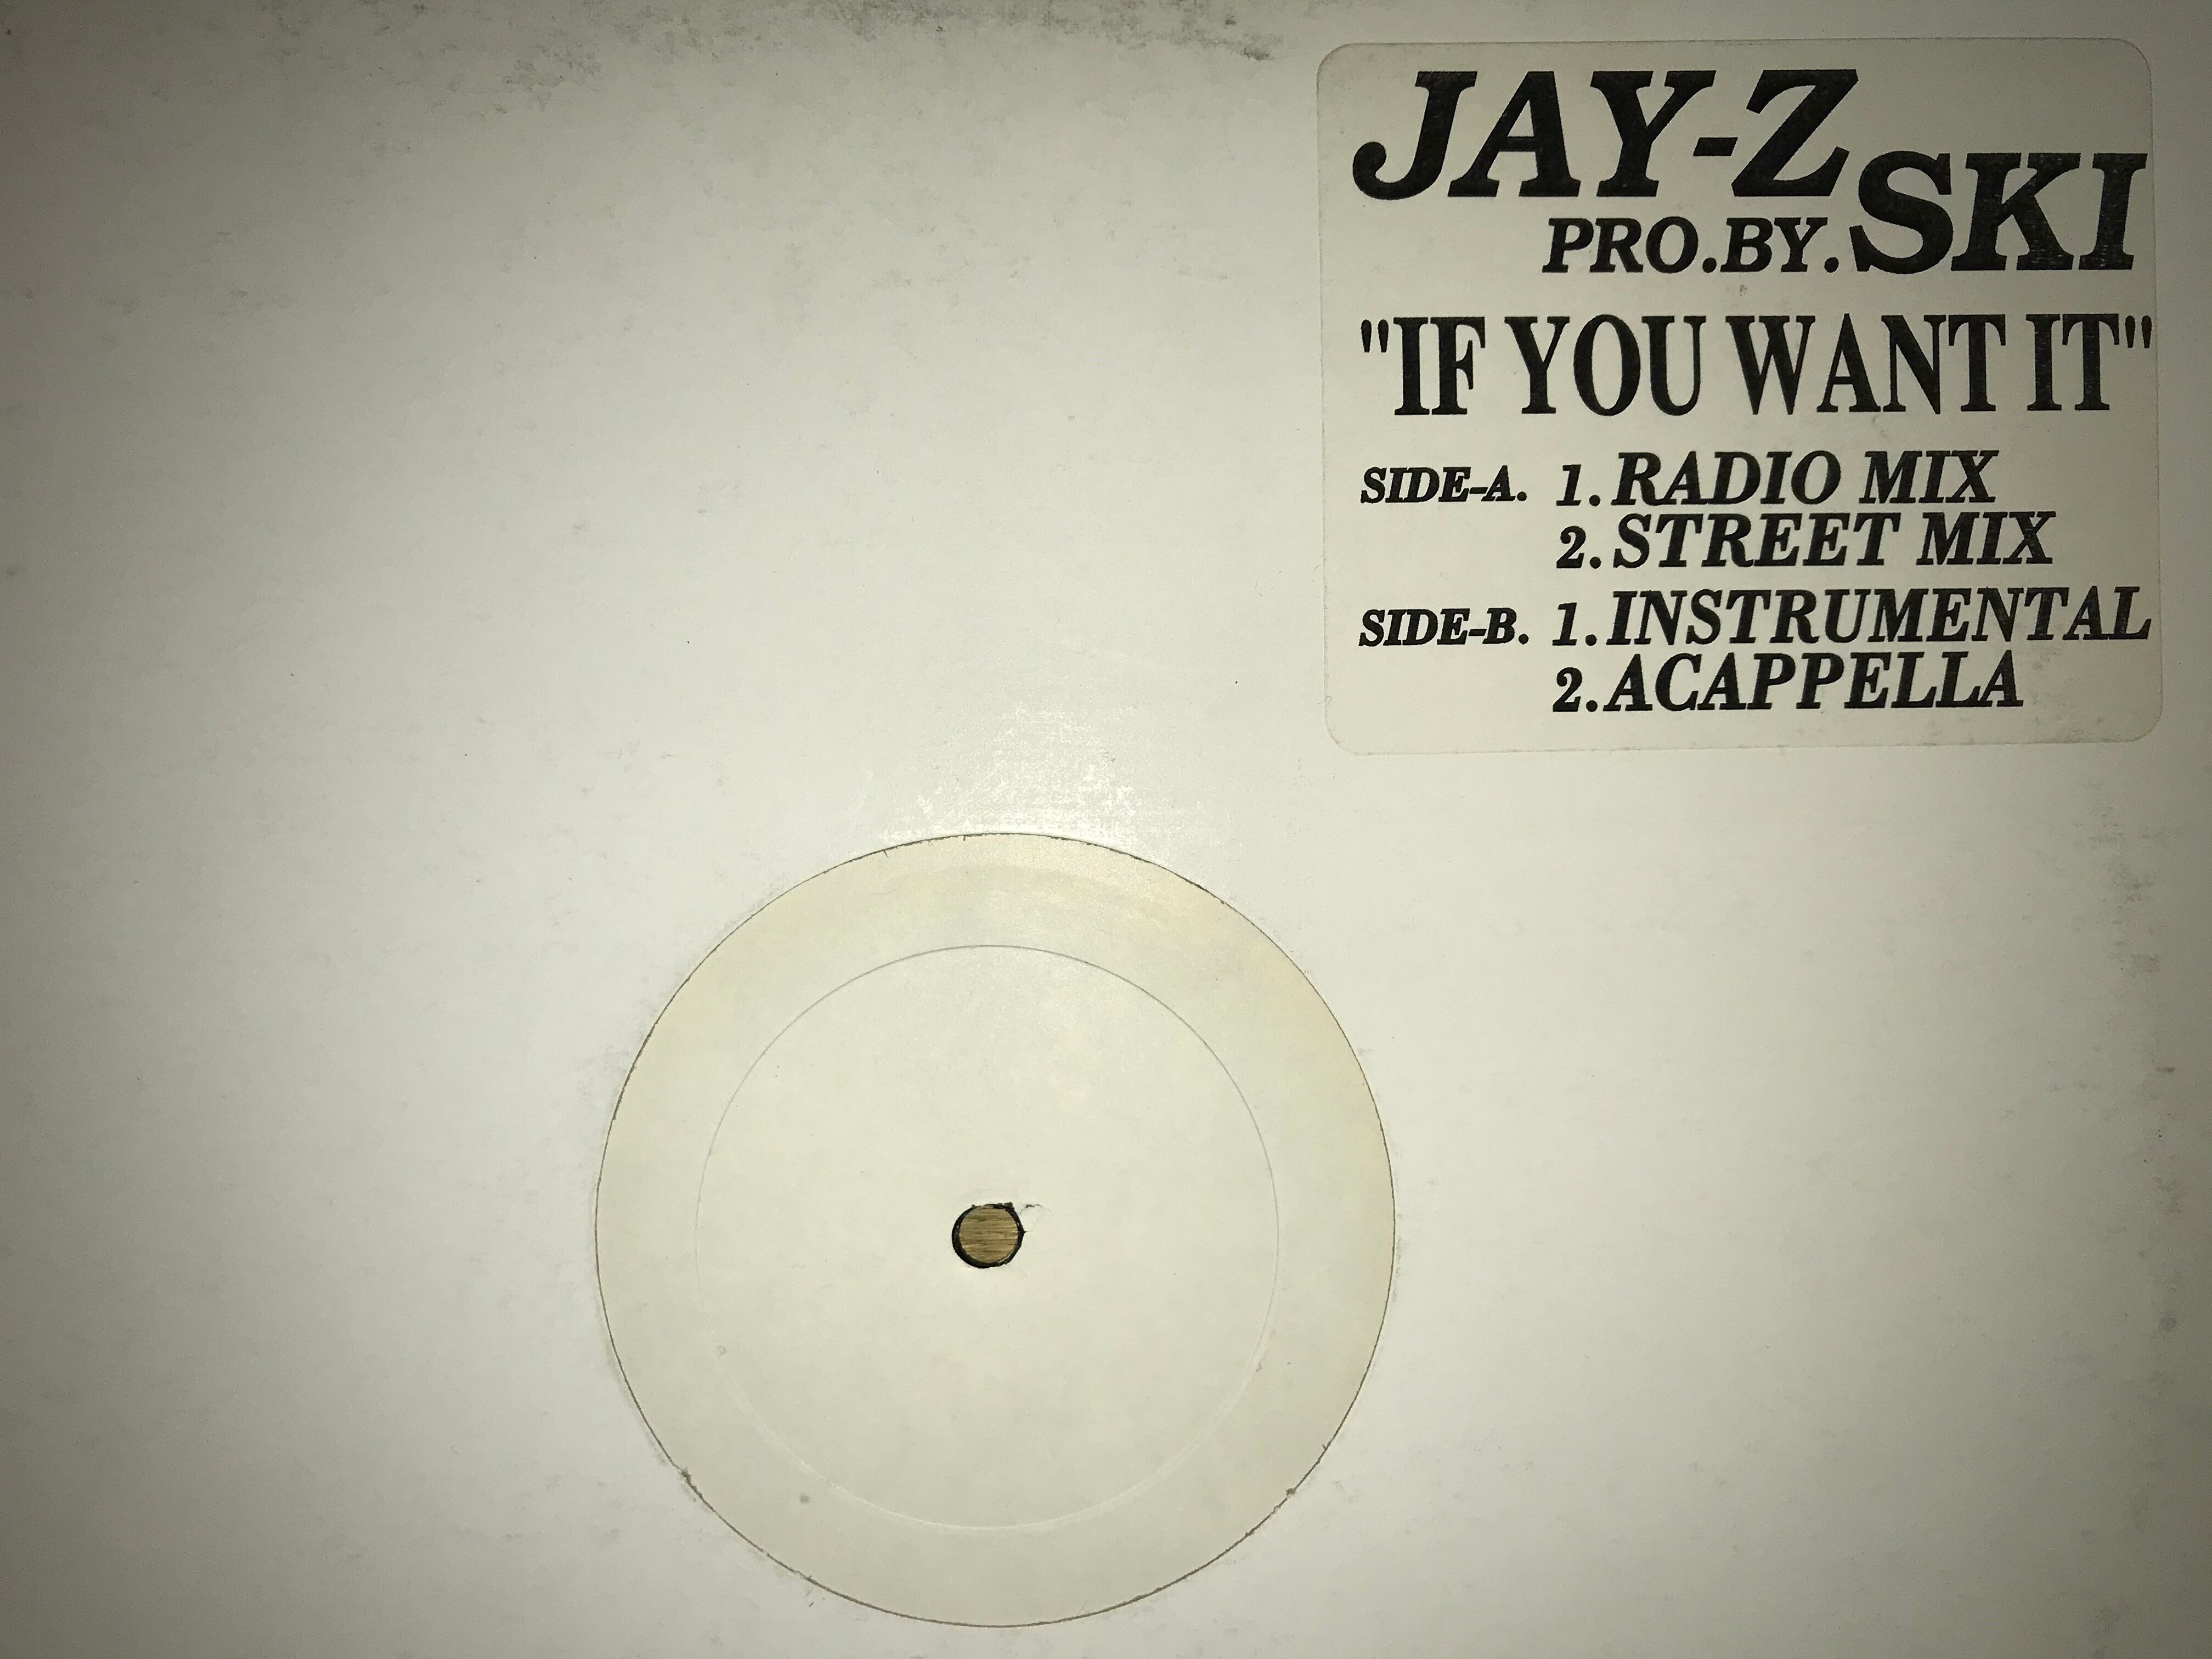 JAY-Z
PRO.BY. SKI
"IF YOU WANT IT"
SIDE-A. 1. RADIO MIX
2. STREET MIX
SIDE-B. 1. INSTRUMENTAL
2. ACAPPELLA